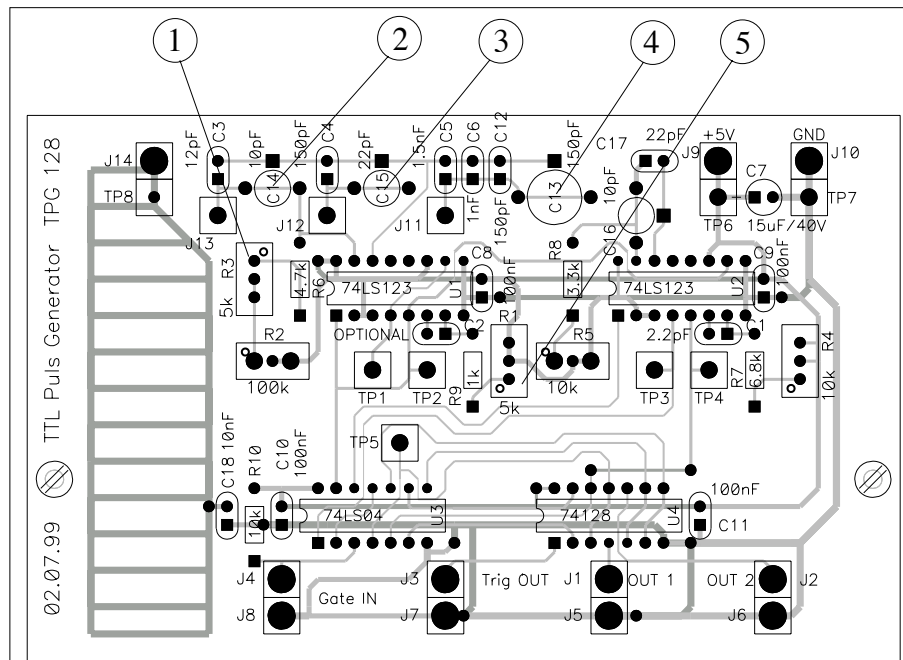 1
2
3
4
5
TTL Puls Generator TPG 128
02.07.99
J14
TP8
12pF
C3
10pF
C14
150pF
C4
22pF
C15
1.5nF
C5
C6
C12
1nF
150pF
150pF
C13
C17
22pF
10pF
C16
J9
+5V
TP6
GND
J10
TP7
C7
15uF/40V
J13
J12
J11
R3
5k
4.7k
R6
74LS123
U1
C8
100nF
R8
3.3k
74LS123
U2
C9
100nF
R2
100k
OPTIONAL
C2
R1
5k
R5
10k
2.2pF
C1
R4
10k
TP1
TP2
R9
1k
TP3
TP4
R7
6.8k
TP5
C18
10nF
R10
10k
C10
100nF
74LS04
U3
74128
U4
100nF
C11
J4
J8
Gate IN
J3
J7
Trig OUT
J1
J5
OUT 1
OUT 2
J2
J6